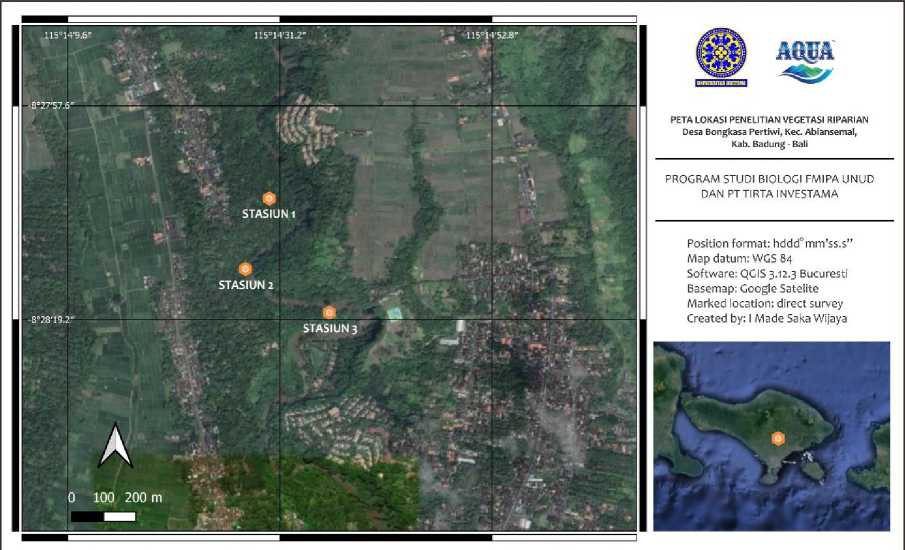 115°14'9.6"
115°14'31.2"
115°14'52.8"
-8°27'57.6"
-8°28'19.2"
STASIUN 1
STASIUN 2
STASIUN 3
0 100 200 m
AQUA
PETA LOKASI PENELITIAN VEGETASI RIPARIAN
Desa Bongkasa Pertiwi, Kec. Abiansemal,
Kab. Badung - Bali
PROGRAM STUDI BIOLOGI FMIPA UNUD
DAN PT TIRTA INVESTAMA
Position format: hddd° mm'ss.s"
Map datum: WGS 84
Software: QGIS 3.12.3 Bucuresti
Basemap: Google Satelite
Marked location: direct survey
Created by: I Made Saka Wijaya